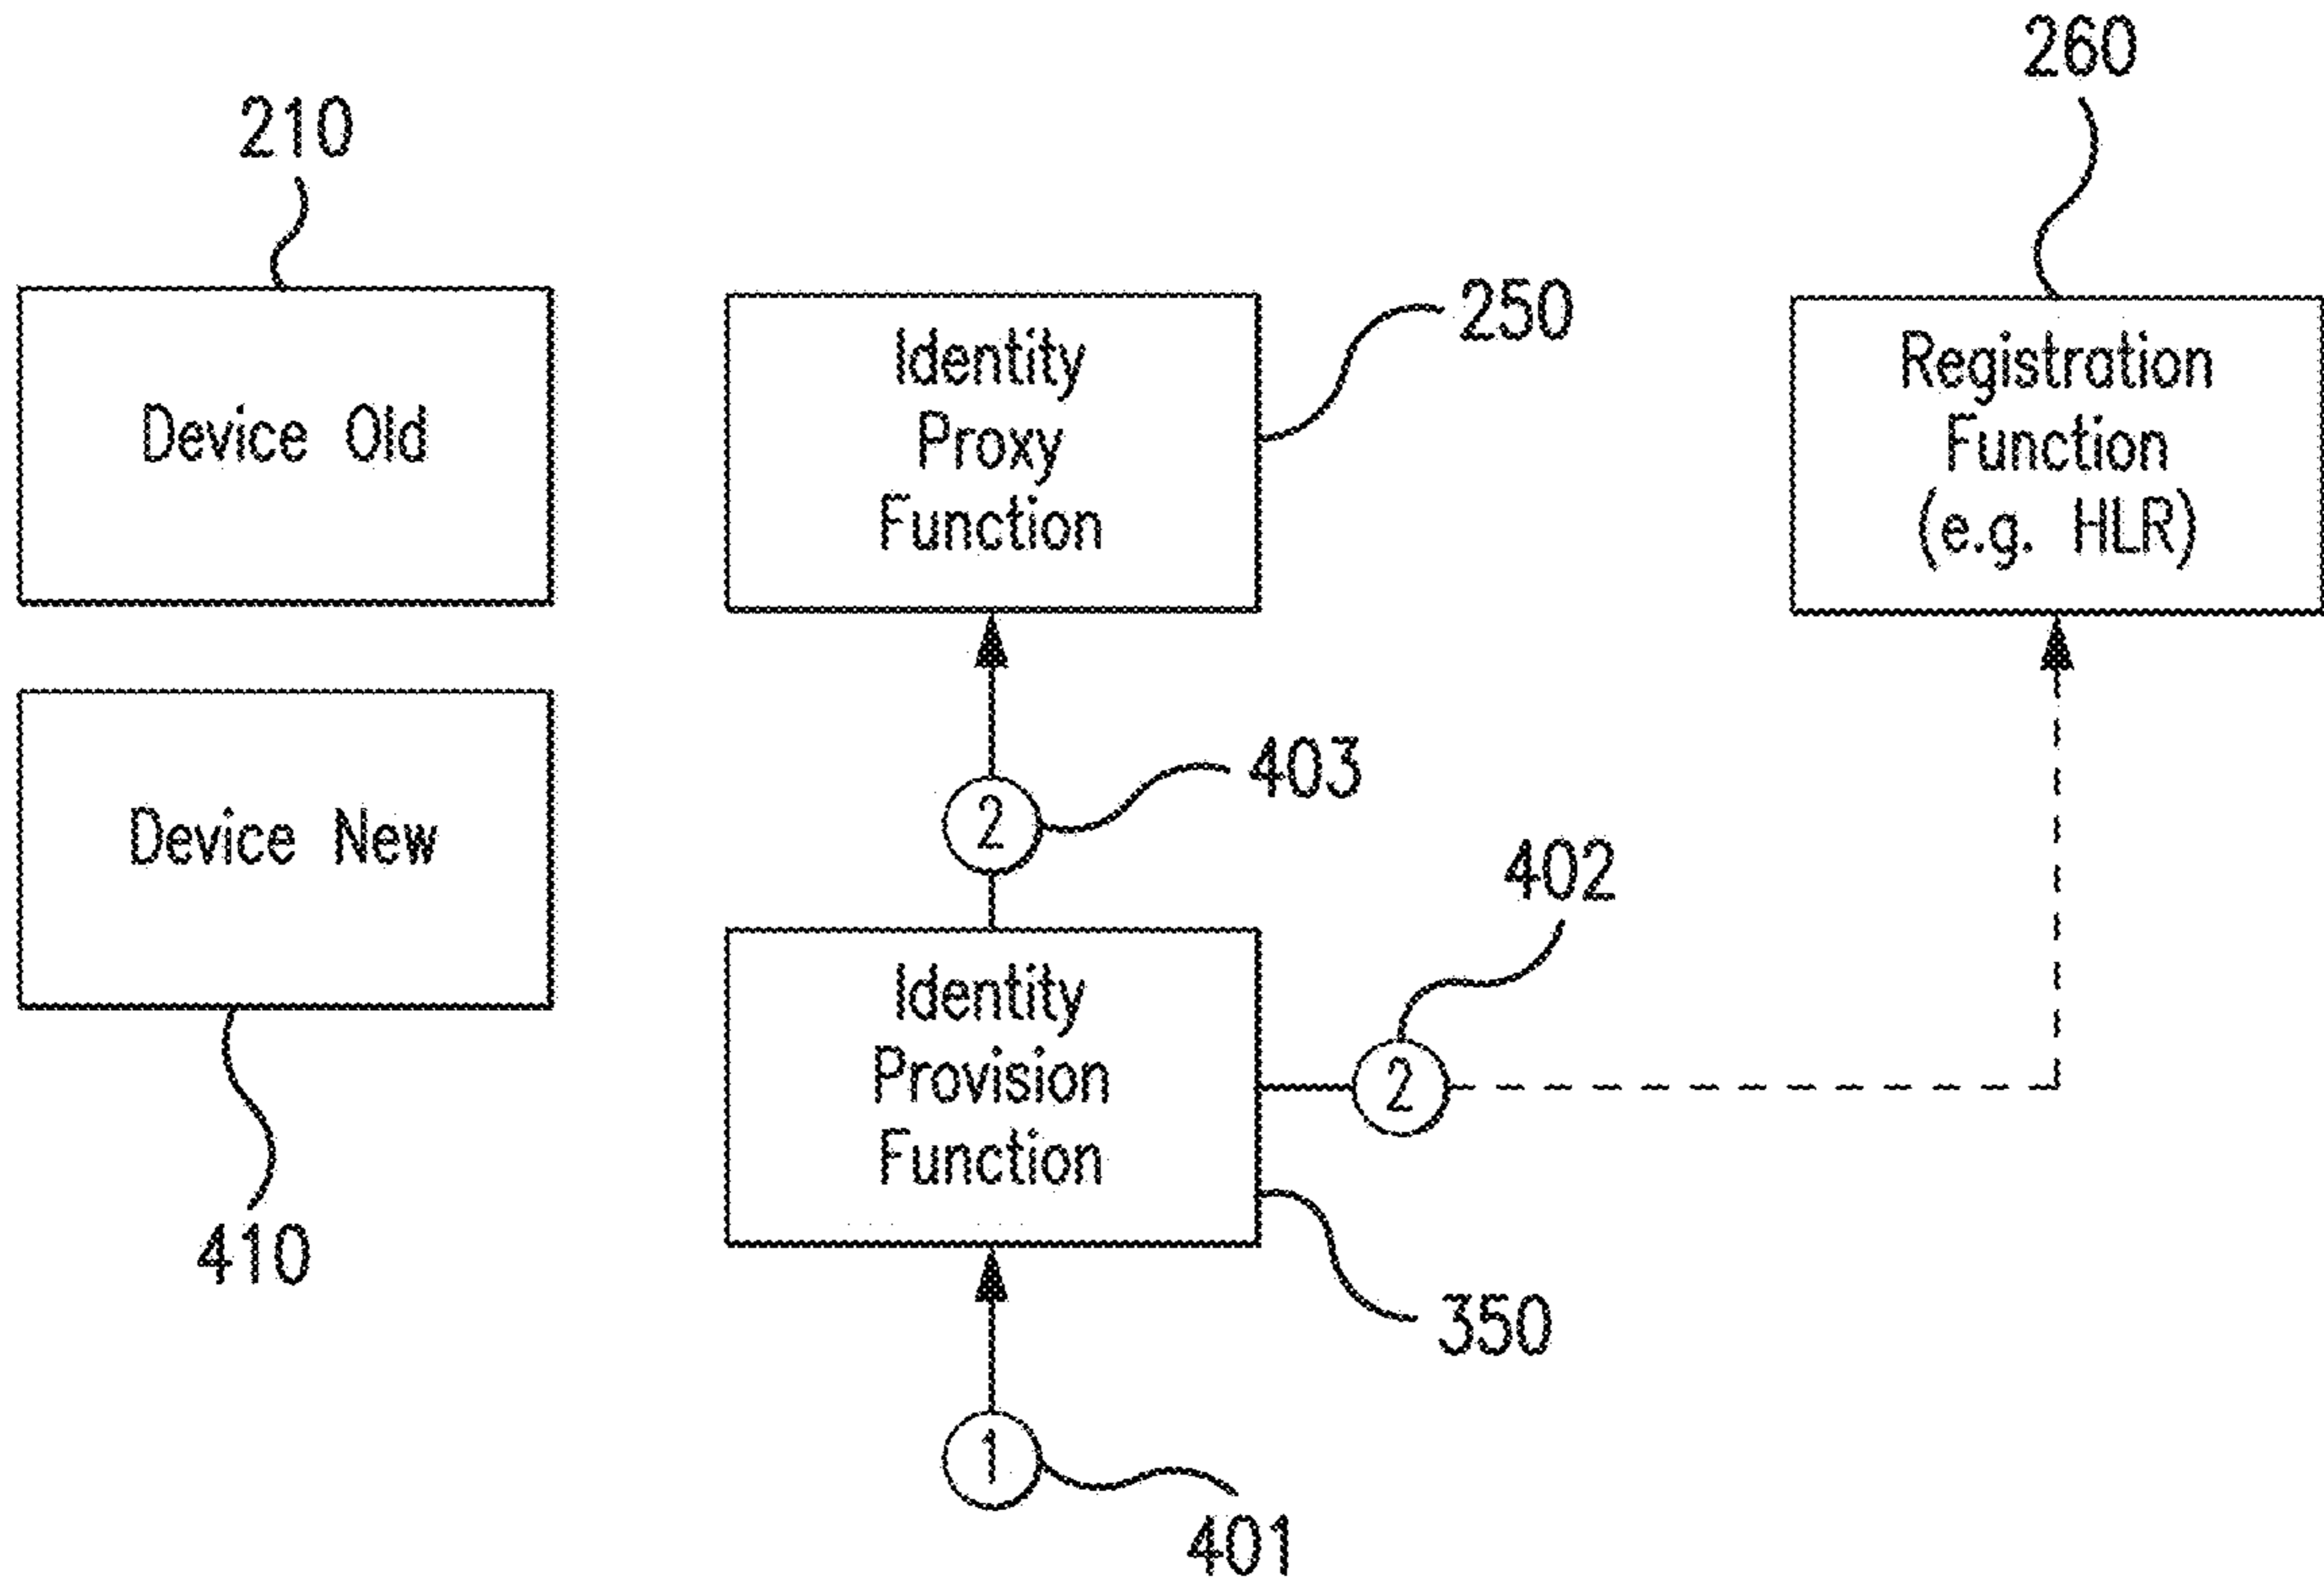 260
210
250
Device Old
Identity
Proxy
Function
Registration
Function
(e.g. HLR)
403
2
Device New
402
Identity
Provision
Function
2
410
350
1
401